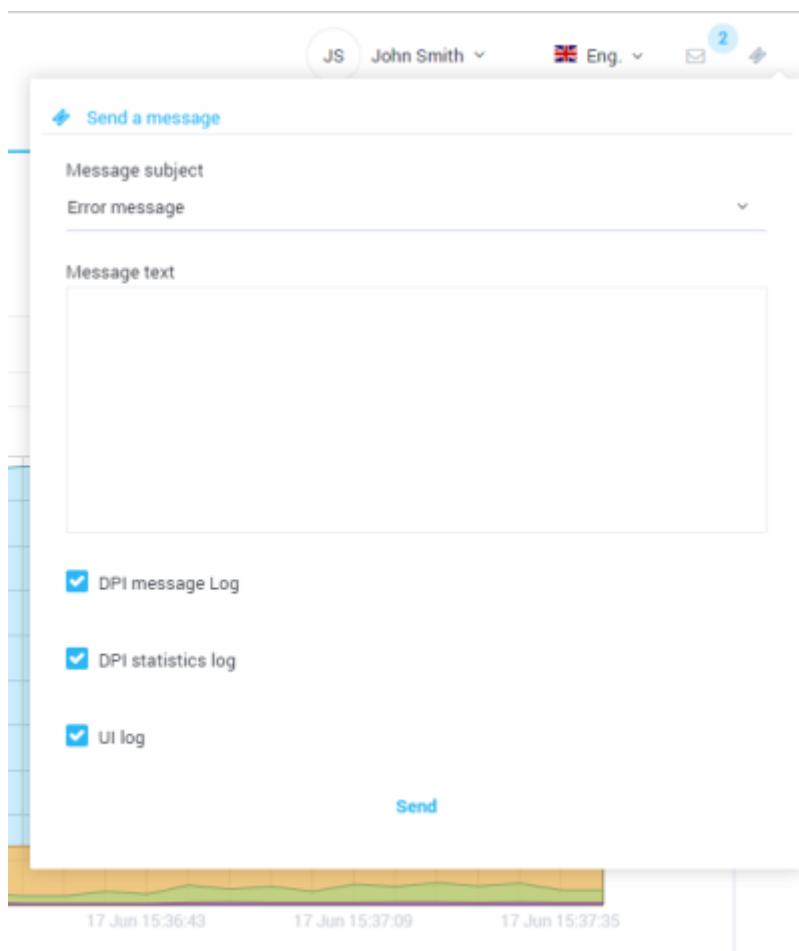 JS John Smith Eng. 2
Send a message
Message subject
Error message
Message text
DPI message Log
DPI statistics log
UI log
Send
17 Jun 15:36:43 17 Jun 15:37:09 17 Jun 15:37:35